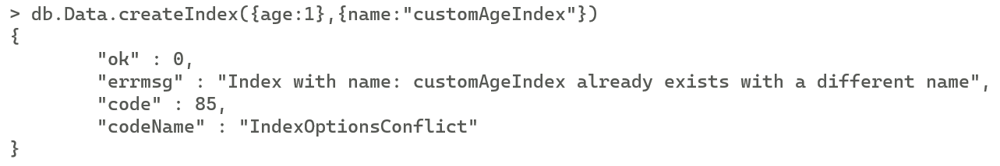 > db.Data.createIndex({age:1},{name:"customAgeIndex"})
{
        "ok" : 0,
        "errmsg" : "Index with name: customAgeIndex already exists with a different name",
        "code" : 85,
        "codeName" : "IndexOptionsConflict"
}